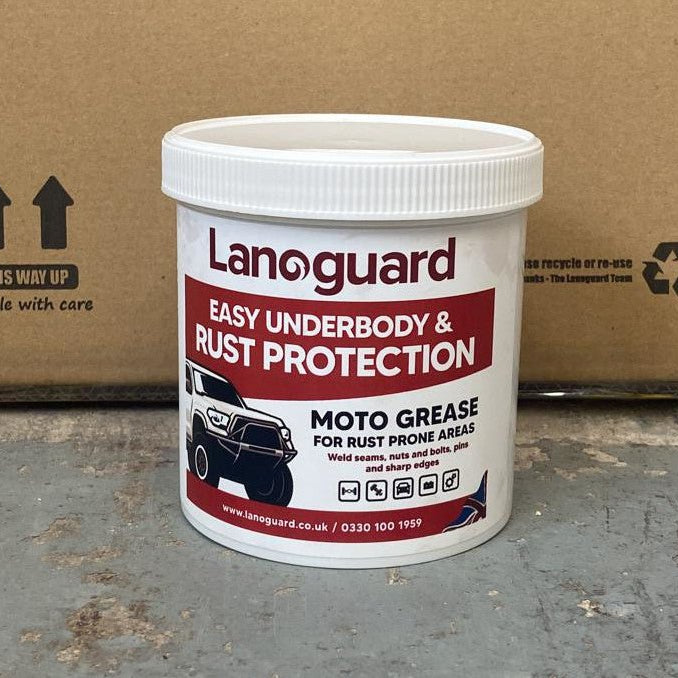 Lanoguard
EASY UNDERBODY &
RUST PROTECTION
MOTO GREASE
FOR RUST PRONE AREAS
Weld seams, nuts and bolts, pins
and sharp edges
www.lanoguard.co.uk / 0330 100 1959
IS WAY UP
le with care
se recycle or re-use
anks - The Lanoguard Team